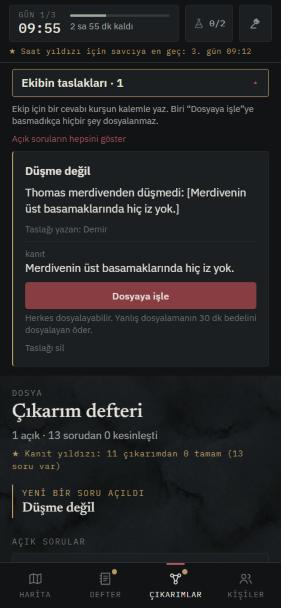 GÜN 1/3
09:55
2 sa 55 dk kaldı
0/2
★ Saat yıldızı için savcıya en geç: 3. gün 09:12
Ekibin taslakları · 1
Ekip için bir cevabı kurşun kalemle yaz. Biri “Dosyaya işle”ye
basmadıkça hiçbir şey dosyalanmaz.
Açık soruların hepsini göster
Düşme değil
Thomas merdivenden düşmedi: [Merdivenin
üst basamaklarında hiç iz yok.]
Taslağı yazan: Demir
kanıt
Merdivenin üst basamaklarında hiç iz yok.
Dosyaya işle
Herkes dosyalayabilir. Yanlış dosyalamanın 30 dk bedelini
dosyalayan öder.
Taslağı sil
DOSYA
Çıkarım defteri
1 açık · 13 sorudan 0 kesinleşti
★ Kanıt yıldızı: 11 çıkarımdan 0 tamam (13
soru var)
YENİ BİR SORU AÇILDI
Düşme değil
AÇIK SORULAR
HARİTA
DEFTER
ÇIKARIMLAR
KİŞİLER